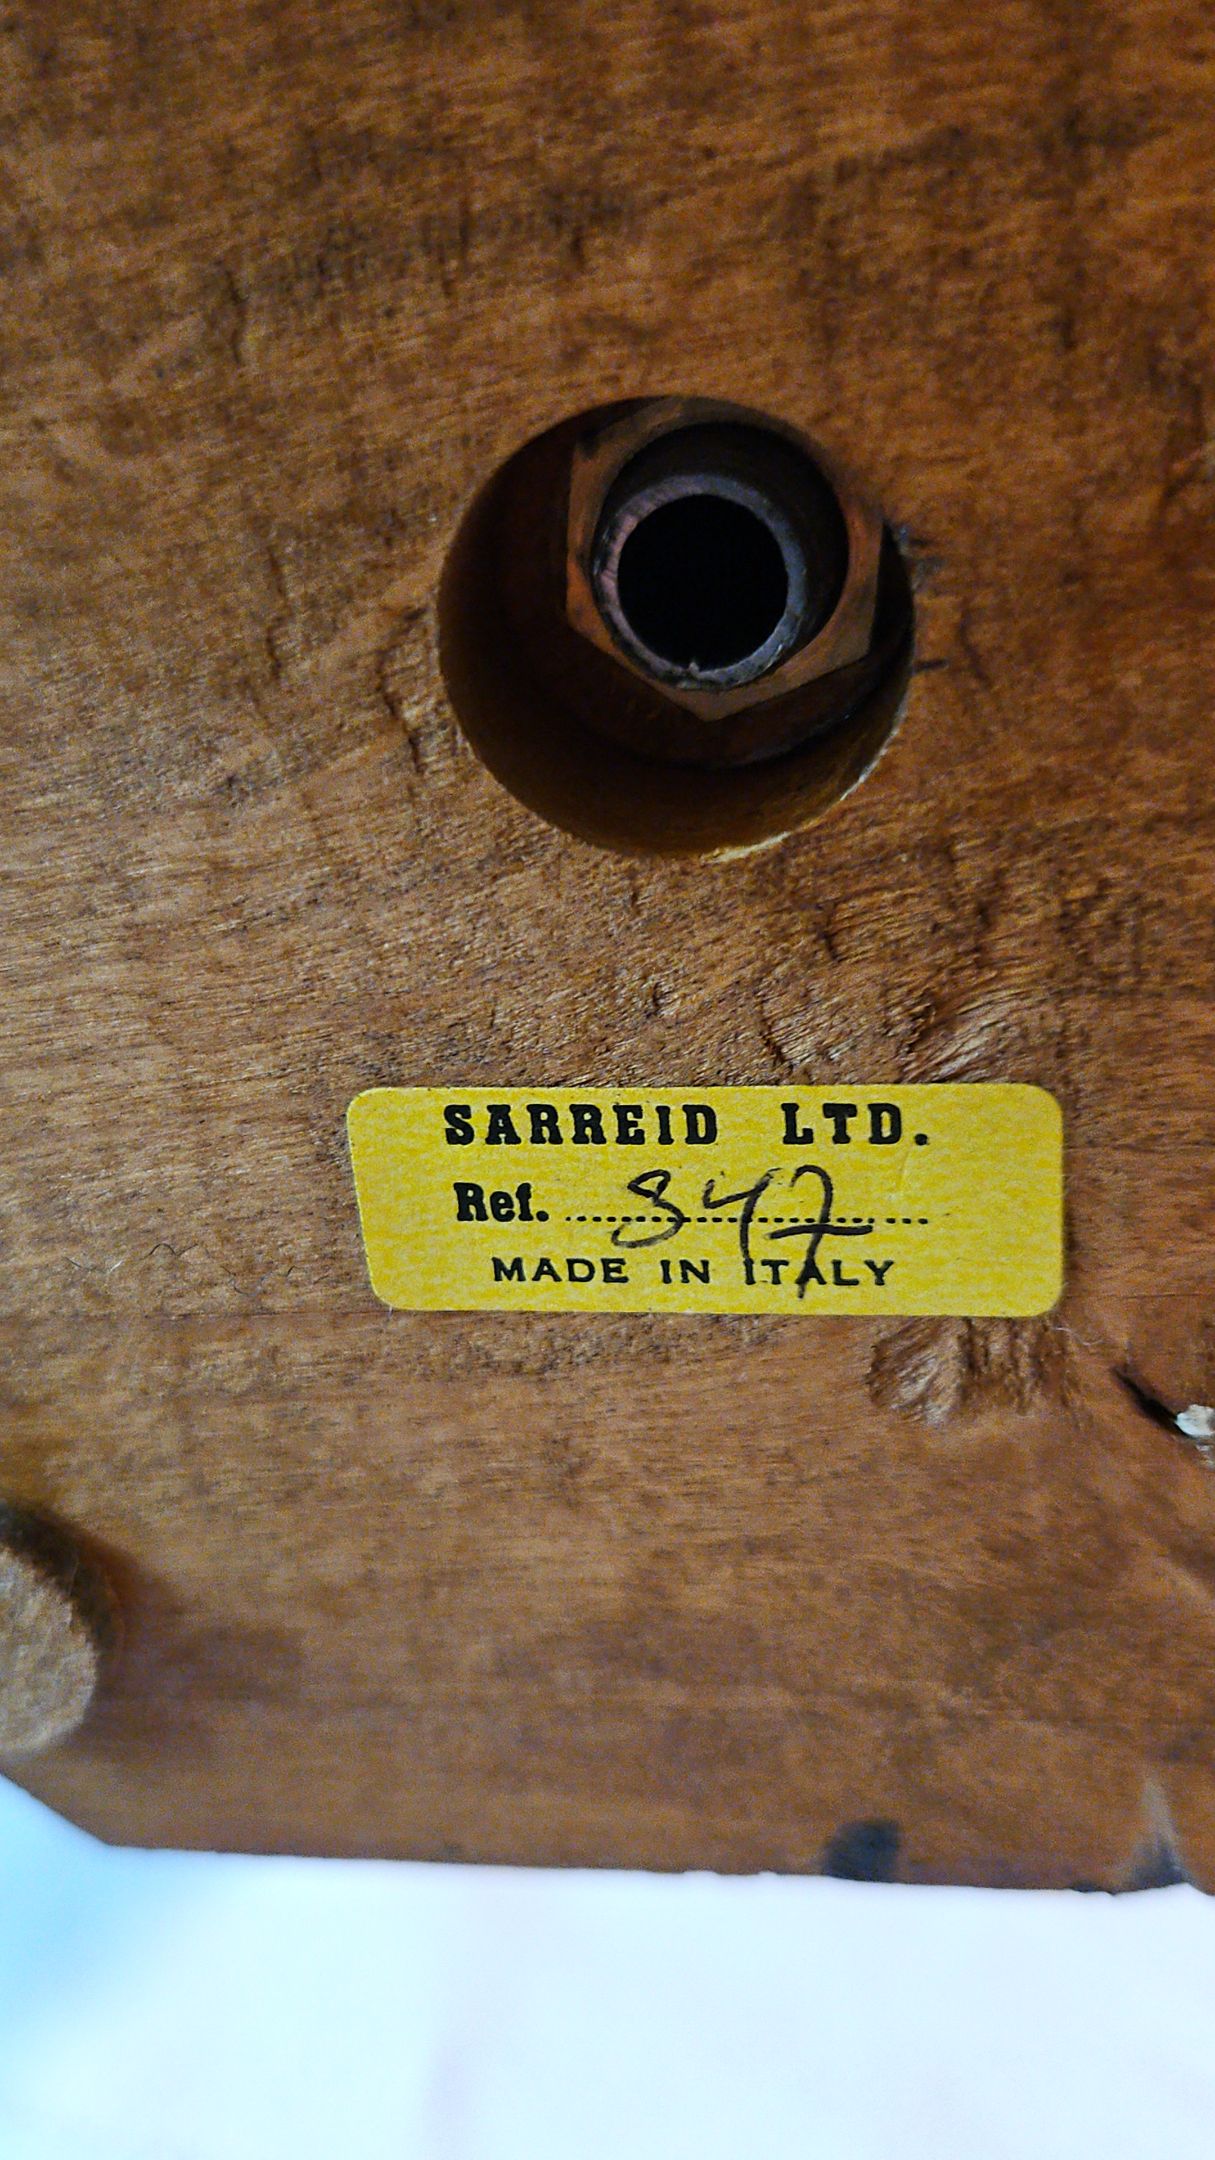 SARREID LTD.
Ref. 847
MADE IN ITALY